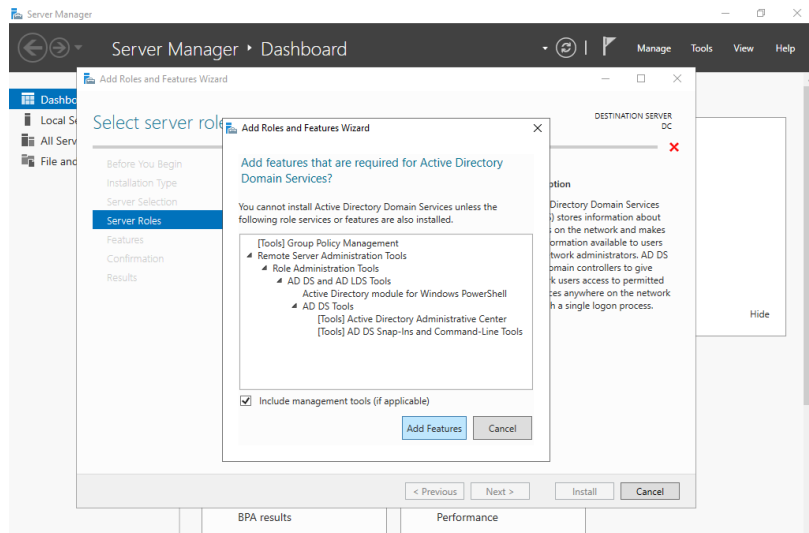 Server Manager
Server Manager • Dashboard
Manage
Tools
View
Help
Add Roles and Features Wizard
Select server
DESTINATION SERVER
DC
Before You Begin
Installation Type
Server Selection
Server Roles
Features
Confirmation
Results
Add Roles and Features Wizard
Add features that are required for Active Directory
Domain Services?
You cannot install Active Directory Domain Services unless the
following role services or features are also installed.
[Tools] Group Policy Management
Remote Server Administration Tools
Role Administration Tools
AD DS and AD LDS Tools
Active Directory module for Windows PowerShell
AD DS Tools
[Tools] Active Directory Administrative Center
[Tools] AD DS Snap-Ins and Command-Line Tools
Include management tools (if applicable)
Add Features
Cancel
Directory Domain Services
) stores information about
on the network and makes
ormation available to users
twork administrators. AD DS
omain controllers to give
users access to permitted
ces anywhere on the network
h a single logon process.
< Previous
Next >
Install
Cancel
Dashbo
Local Se
All Serv
File and
Hide
BPA results
Performance